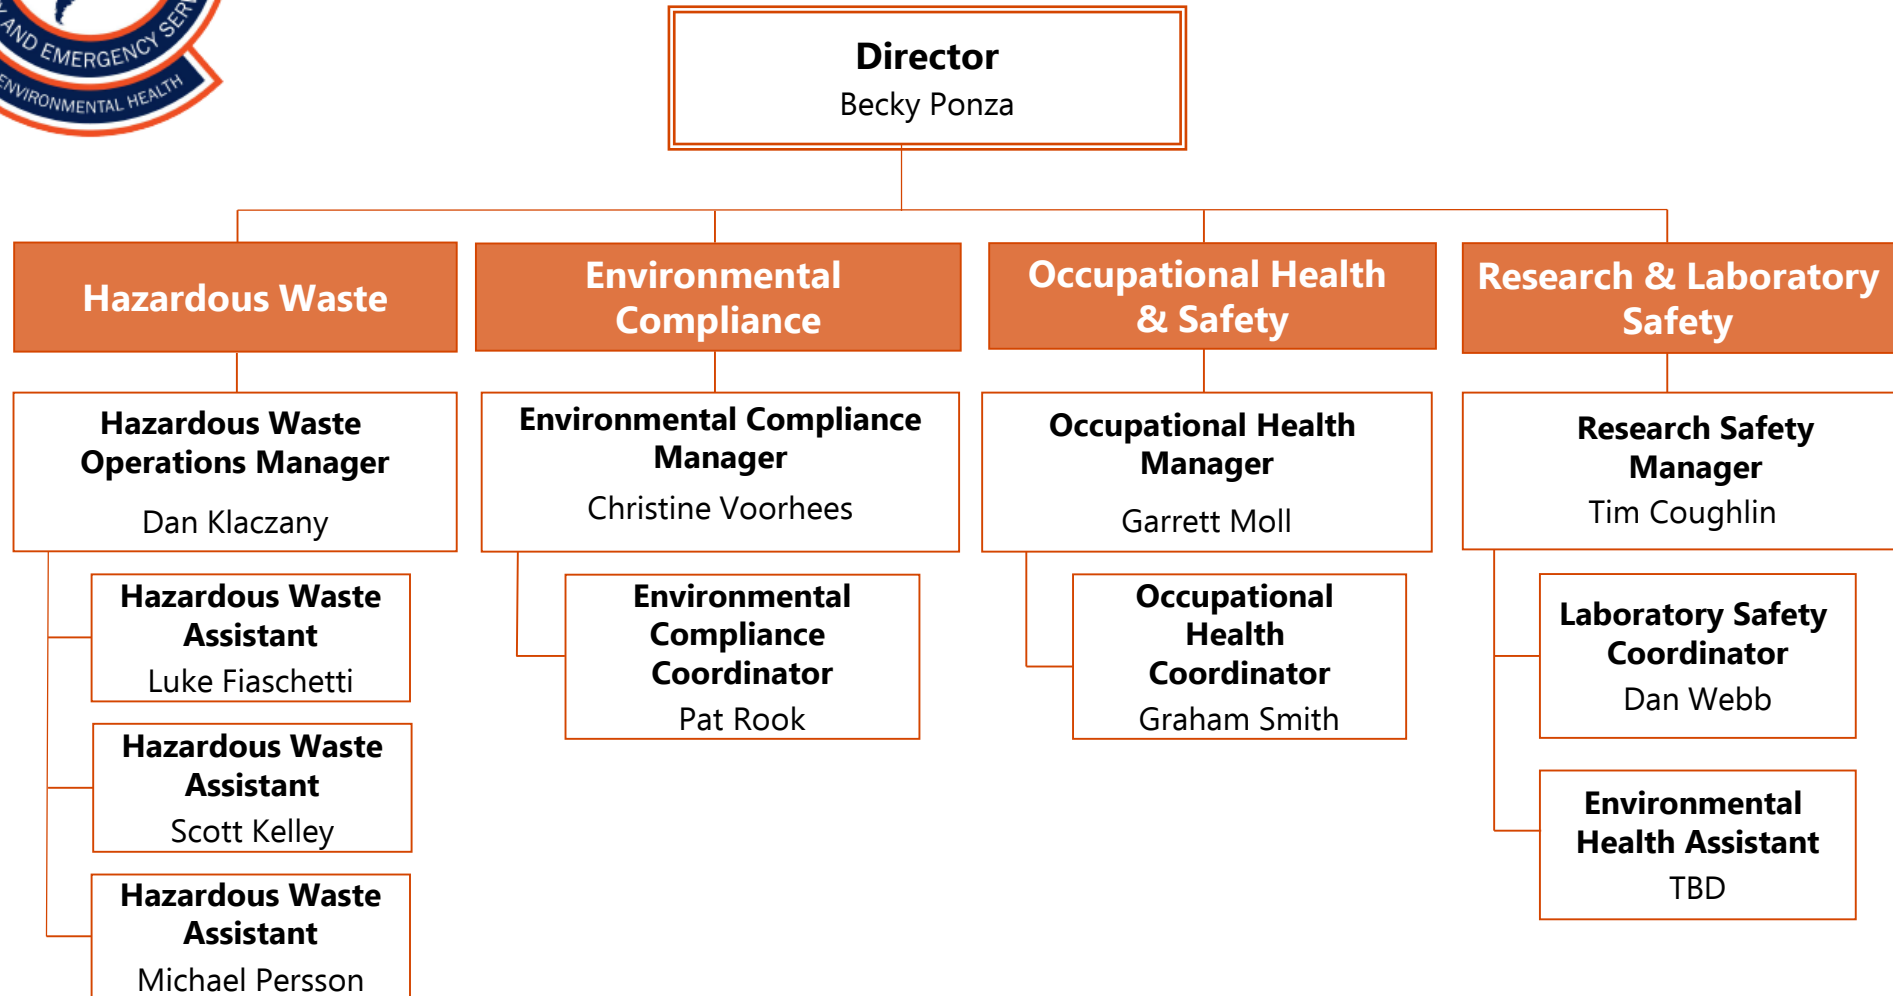 AND EMERGENCY
ENVIRONMENTAL HEALTH
Director
Becky Ponza
Hazardous Waste
Environmental
Compliance
Occupational Health
& Safety
Research & Laboratory
Safety
Hazardous Waste
Operations Manager
Dan Klaczany
Hazardous Waste
Assistant
Luke Fiaschetti
Hazardous Waste
Assistant
Scott Kelley
Hazardous Waste
Assistant
Michael Persson
Environmental Compliance
Manager
Christine Voorhees
Environmental
Compliance
Coordinator
Pat Rook
Occupational Health
Manager
Garrett Moll
Occupational
Health
Coordinator
Graham Smith
Research Safety
Manager
Tim Coughlin
Laboratory Safety
Coordinator
Dan Webb
Environmental
Health Assistant
TBD